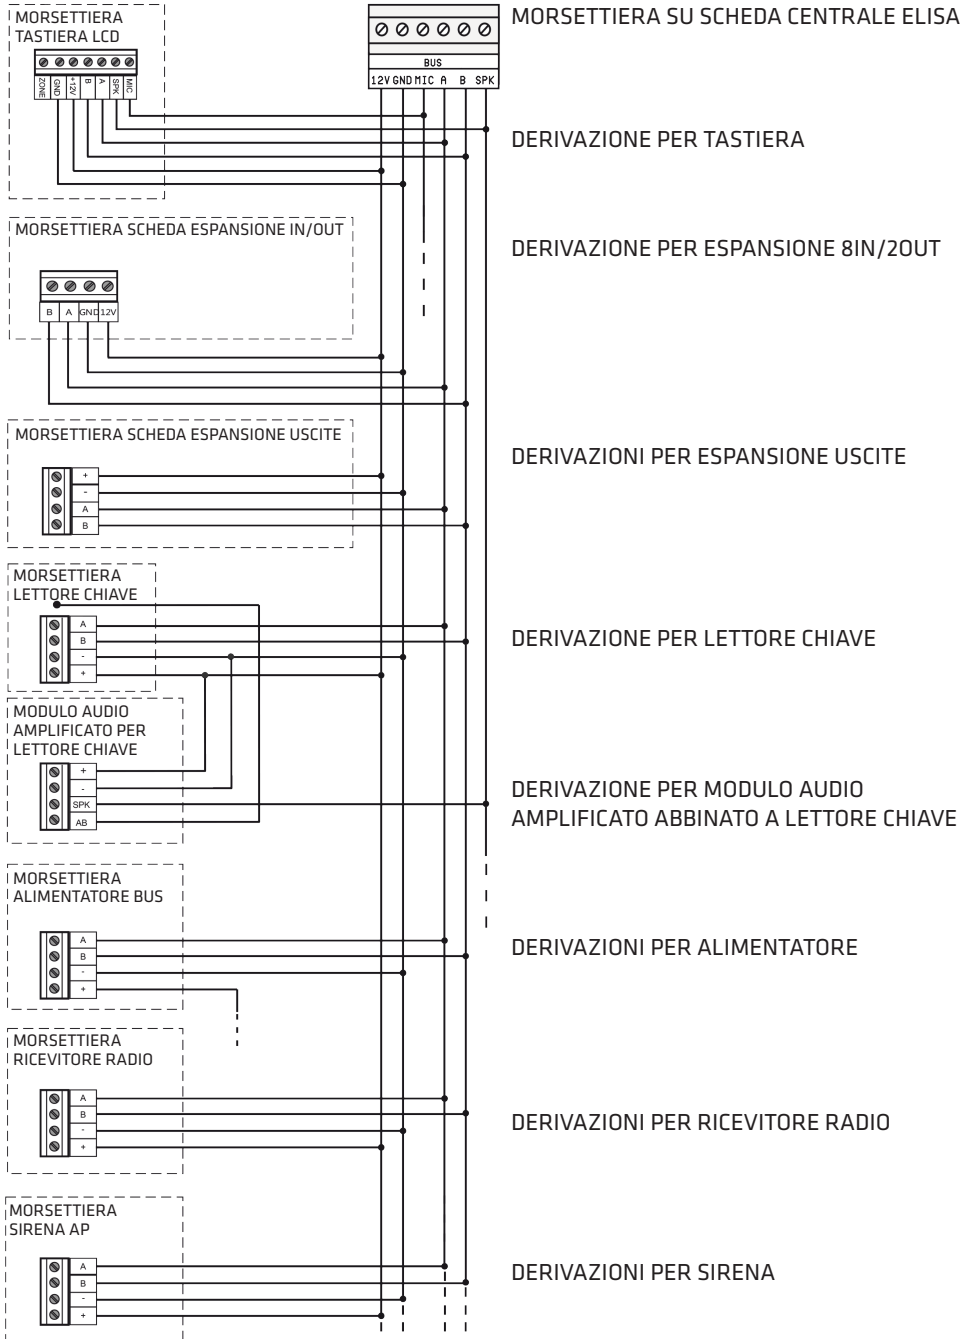 MORSETTIERA
TASTIERA LCD
ZONE GND +12V B A SPK MIC
BUS
12V GND MIC A B SPK
MORSETTIERA SU SCHEDA CENTRALE ELISA
DERIVAZIONE PER TASTIERA
MORSETTIERA SCHEDA ESPANSIONE IN/OUT
B A GND 12V
DERIVAZIONE PER ESPANSIONE 8IN/2OUT
MORSETTIERA SCHEDA ESPANSIONE USCITE
+
-
A
B
DERIVAZIONI PER ESPANSIONE USCITE
MORSETTIERA
LETTORE CHIAVE
A
B
-
+
DERIVAZIONE PER LETTORE CHIAVE
MODULO AUDIO
AMPLIFICATO PER
LETTORE CHIAVE
+
-
SPK
AB
DERIVAZIONE PER MODULO AUDIO
AMPLIFICATO ABBINATO A LETTORE CHIAVE
MORSETTIERA
ALIMENTATORE BUS
A
B
-
+
DERIVAZIONI PER ALIMENTATORE
MORSETTIERA
RICEVITORE RADIO
A
B
-
+
DERIVAZIONI PER RICEVITORE RADIO
MORSETTIERA
SIRENA AP
A
B
-
+
DERIVAZIONI PER SIRENA